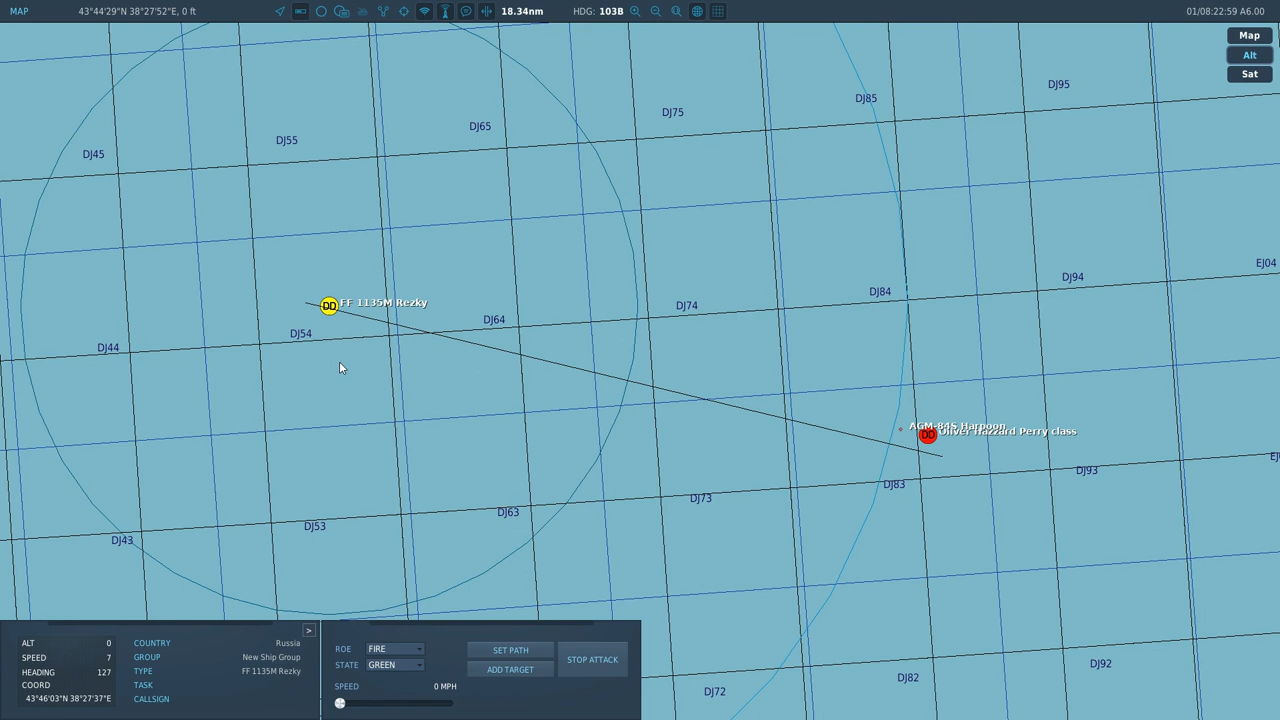 MAP 43°44'29"N 38°27'52"E, 0 ft 18.34nm HDG: 103B 01/08:22:59 A6.00
Map
Alt
Sat
DJ95
DJ85
DJ75
DJ65
DJ55
DJ45
EJ04
DJ94
DJ84
DJ74
DJ64
DJ54
DJ44
FF 1135M Rezky
AGM-84S Harpoon
Oliver Hazzard Perry class
DJ93
DJ83
DJ73
DJ63
DJ53
DJ43
DJ92
DJ82
DJ72
>
ALT 0
SPEED 7
HEADING 127
COORD
43°46'03"N 38°27'37"E
COUNTRY Russia
GROUP New Ship Group
TYPE FF 1135M Rezky
TASK
CALLSIGN
ROE FIRE
STATE GREEN
SET PATH
ADD TARGET
STOP ATTACK
SPEED 0 MPH